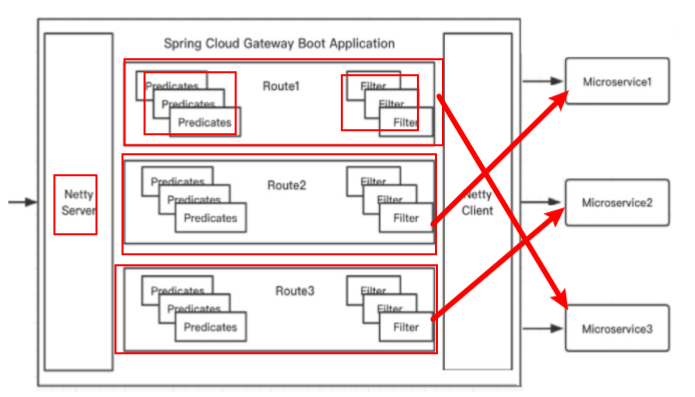 Spring Cloud Gateway Boot Application
Predicates
Predicates
Predicates
Route1
Filter
Filter
Filter
Netty
Server
Predicates
Predicates
Predicates
Route2
Filter
Filter
Filter
Netty
Client
Predicates
Predicates
Predicates
Route3
Filter
Filter
Filter
Microservice1
Microservice2
Microservice3